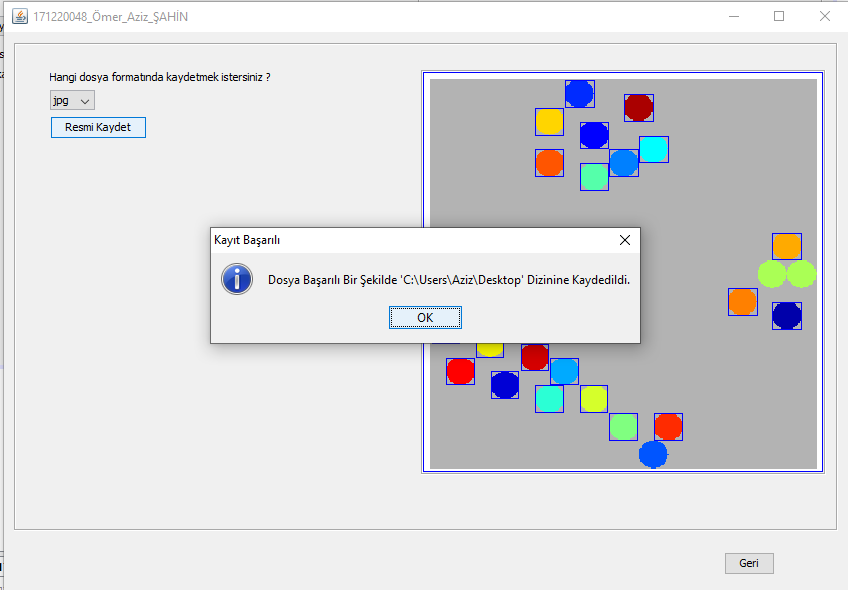 171220048_Ömer_Aziz_ŞAHİN
Hangi dosya formatında kaydetmek istersiniz ?
jpg
Resmi Kaydet
Kayıt Başarılı
Dosya Başarılı Bir Şekilde 'C:\Users\Aziz\Desktop' Dizinine Kaydedildi.
OK
Geri